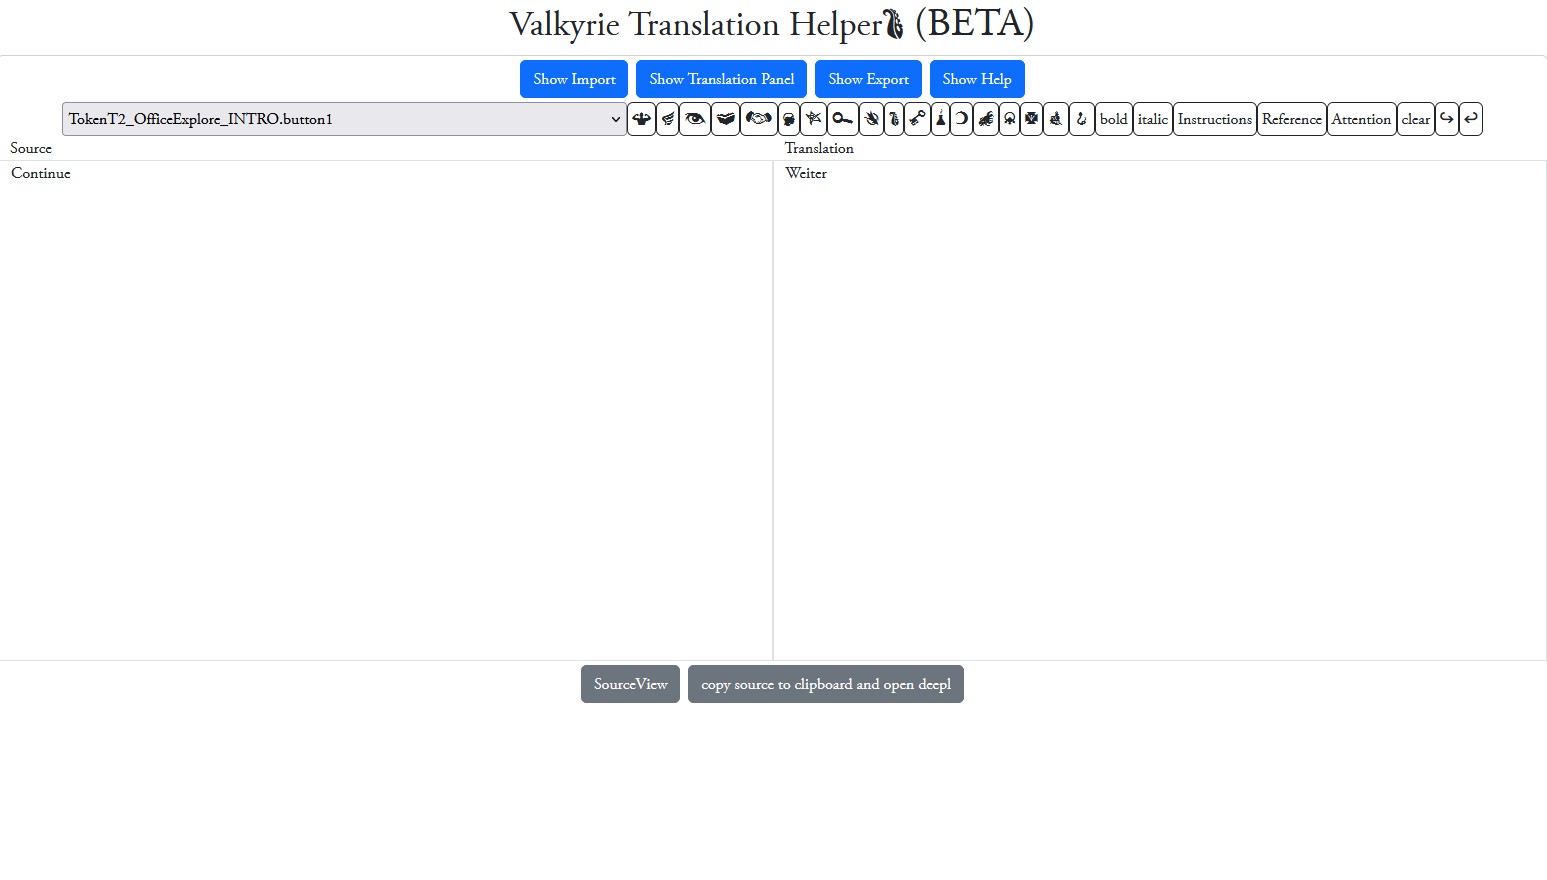 Valkyrie Translation Helper (BETA)
Show Import Show Translation Panel Show Export Show Help
TokenT2_OfficeExplore_INTRO.button1 bold italic Instructions Reference Attention clear ↪ ↩
Source Translation
Continue Weiter
SourceView copy source to clipboard and open deepl